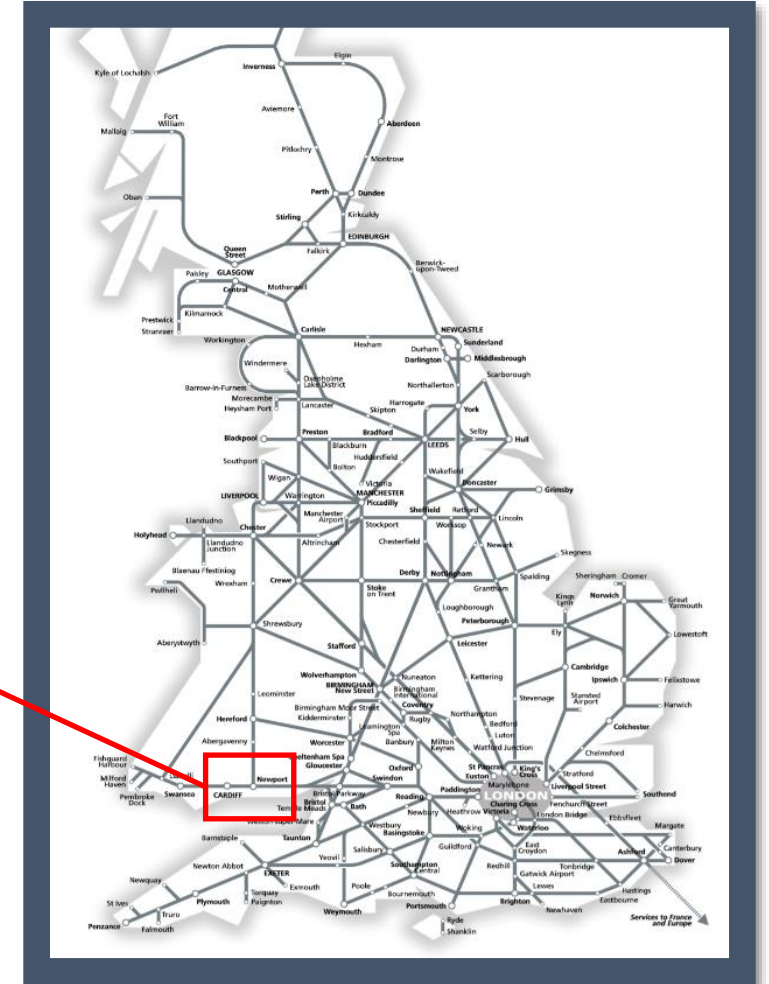 Elgin
Inverness
Kyle of Lochalsh
Aviemore
Fort
William
Mallaig
Aberdeen
Pitlochry
Montrose
Perth
Dundee
Oban
Stirling
Kirkcaldy
EDINBURGH
Queen
Street
Falkirk
Berwick-
upon-Tweed
Paisley
GLASGOW
Central
Motherwell
Kilmarnock
Prestwick
Stranraer
Carlisle
NEWCASTLE
Workington
Hexham
Sunderland
Durham
Darlington
Middlesbrough
Windermere
Scarborough
Oxenholme
Lake District
Northallerton
Barrow-in-Furness
Morecambe
Heysham Port
Lancaster
Harrogate
York
Skipton
Blackpool
Preston
Bradford
Selby
Hull
Blackburn
LEEDS
Huddersfield
Southport
Bolton
Wakefield
Wigan
Victoria
MANCHESTER
Piccadilly
Doncaster
Grimsby
LIVERPOOL
Warrington
Manchester
Airport
Sheffield
Retford
Llandudno
Stockport
Worksop
Lincoln
Holyhead
Chester
Llandudno
Junction
Altrincham
Chesterfield
Newark
Skegness
Blaenau Ffestiniog
Wrexham
Crewe
Derby
Nottingham
Spalding
Sheringham
Cromer
Pwllheli
Stoke
on Trent
Grantham
Kings
Lynn
Norwich
Great
Yarmouth
Loughborough
Peterborough
Shrewsbury
Ely
Lowestoft
Aberystwyth
Stafford
Leicester
Wolverhampton
Nuneaton
Kettering
Cambridge
BIRMINGHAM
New Street
Birmingham
International
Ipswich
Felixstowe
Leominster
Birmingham Moor Street
Coventry
Stevenage
Stansted
Airport
Kidderminster
Rugby
Northampton
Harwich
Hereford
Leamington
Spa
Bedford
Colchester
Abergavenny
Worcester
Banbury
Milton
Keynes
Luton
Watford Junction
Chelmsford
Fishguard
Harbour
Cheltenham Spa
Gloucester
Oxford
St Pancras
King's
Cross
Euston
Stratford
Milford
Haven
Llanelli
Newport
Swindon
Marylebone
Liverpool Street
Pembroke
Dock
Swansea
CARDIFF
Bristol Parkway
Reading
Paddington
LONDON
Southend
Bristol
Temple Meads
Bath
Newbury
Heathrow
Victoria
Charing Cross
Fenchurch Street
London Bridge
Ebbsfleet
Weston-super-Mare
Westbury
Basingstoke
Woking
Waterloo
Margate
Barnstaple
Taunton
Salisbury
Guildford
East
Croydon
Canterbury
Yeovil
Ashford
Dover
Newton Abbot
EXETER
Southampton
Central
Redhill
Tonbridge
Gatwick Airport
Newquay
Exmouth
Poole
Lewes
Hastings
St Ives
Plymouth
Torquay
Paignton
Bournemouth
Eastbourne
Truro
Weymouth
Portsmouth
Brighton
Newhaven
Penzance
Falmouth
Ryde
Shanklin
Services to France
and Europe